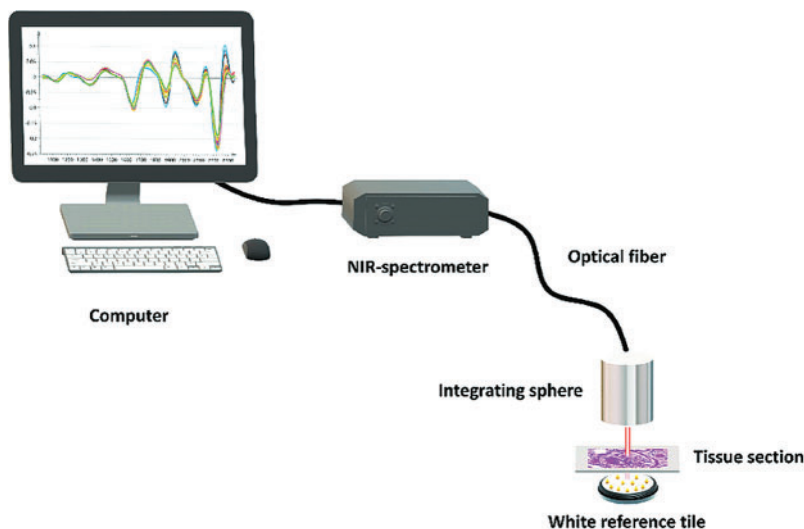 NIR-spectrometer
Optical fiber
Computer
Integrating sphere
Tissue section
White reference tile